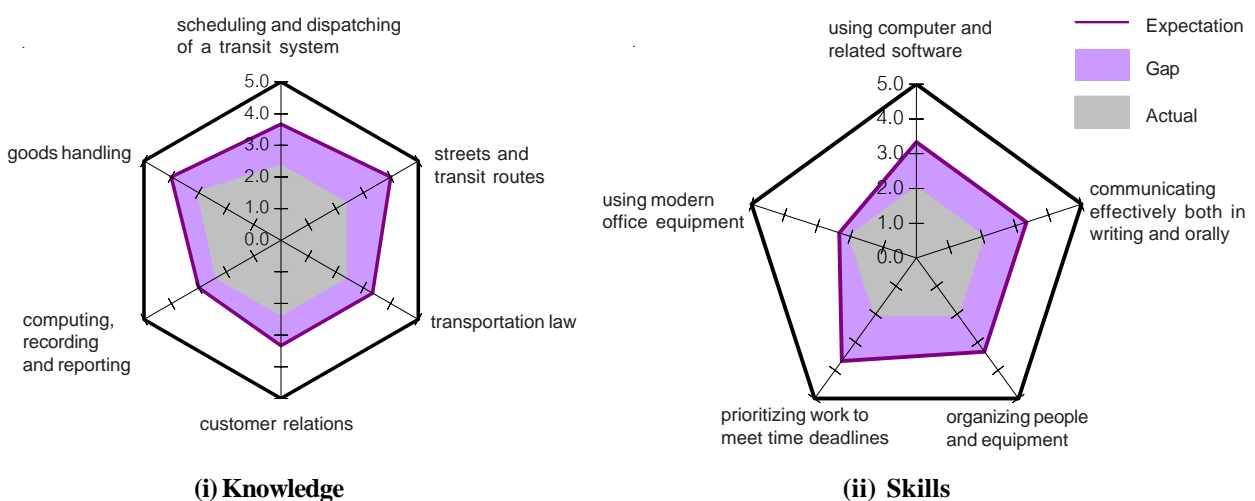 scheduling and dispatching
of a transit system
5.0
4.0
3.0
2.0
1.0
0.0
goods handling
streets and
transit routes
computing,
recording
and reporting
transportation law
customer relations
(i) Knowledge
using computer and
related software
5.0
4.0
3.0
2.0
1.0
0.0
using modern
office equipment
communicating
effectively both in
writing and orally
prioritizing work to
meet time deadlines
organizing people
and equipment
(ii) Skills
Expectation
Gap
Actual